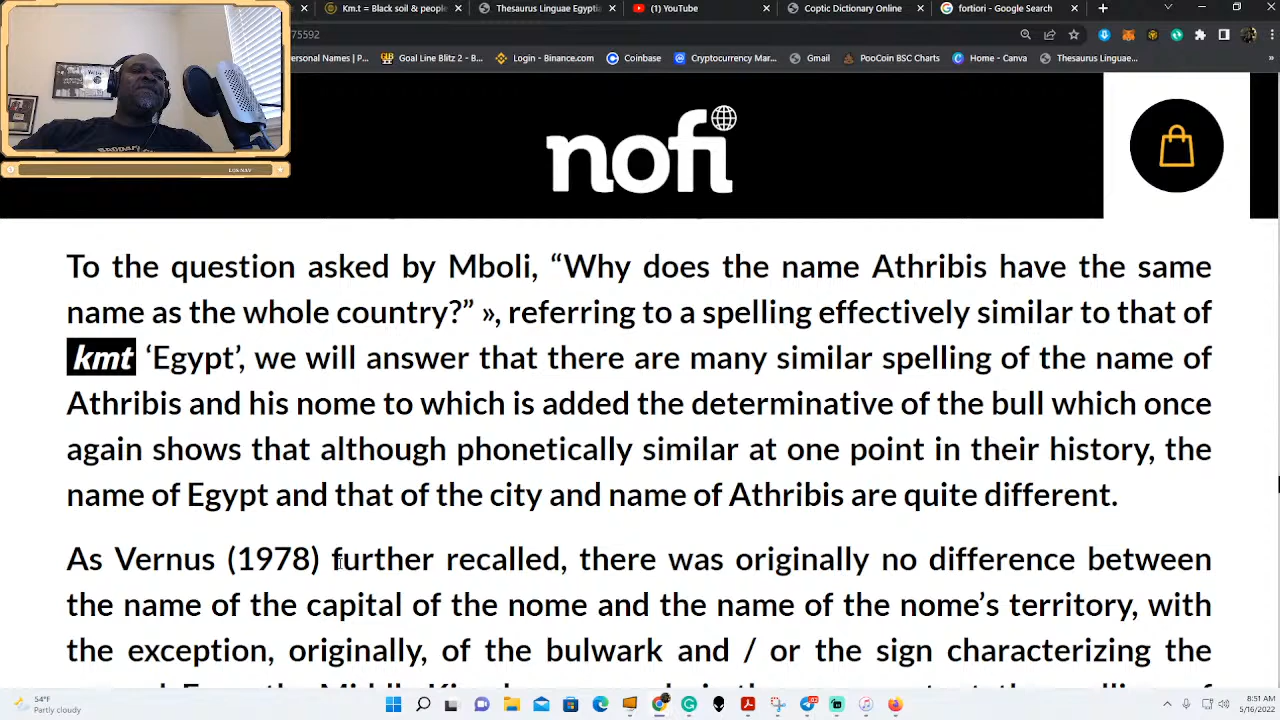 Km.t = Black soil & people
Thesaurus Linguae Egyptia
(1) YouTube
Coptic Dictionary Online
fortiori - Google Search
75592
ersonal Names | P...
Goal Line Blitz 2 - B...
Login - Binance.com
Coinbase
Cryptocurrency Mar...
Gmail
PooCoin BSC Charts
Home - Canva
Thesaurus Linguae...
nofi
To the question asked by Mboli, “Why does the name Athribis have the same
name as the whole country?” », referring to a spelling effectively similar to that of
kmt ‘Egypt’, we will answer that there are many similar spelling of the name of
Athribis and his nome to which is added the determinative of the bull which once
again shows that although phonetically similar at one point in their history, the
name of Egypt and that of the city and name of Athribis are quite different.
As Vernus (1978) further recalled, there was originally no difference between
the name of the capital of the nome and the name of the nome’s territory, with
the exception, originally, of the bulwark and / or the sign characterizing the
54°F
Partly cloudy
8:51 AM
5/16/2022